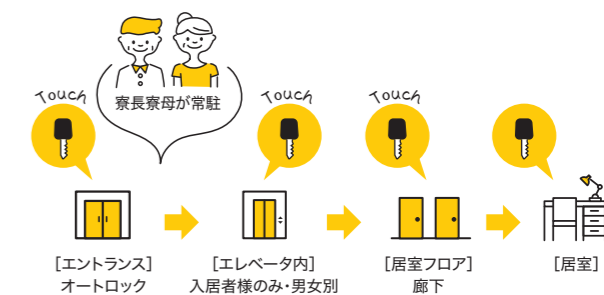 寮長寮母が常駐
Touch
Touch
Touch
[エントランス]
オートロック
[エレベータ内]
入居者様のみ・男女別
[居室フロア]
廊下
[居室]